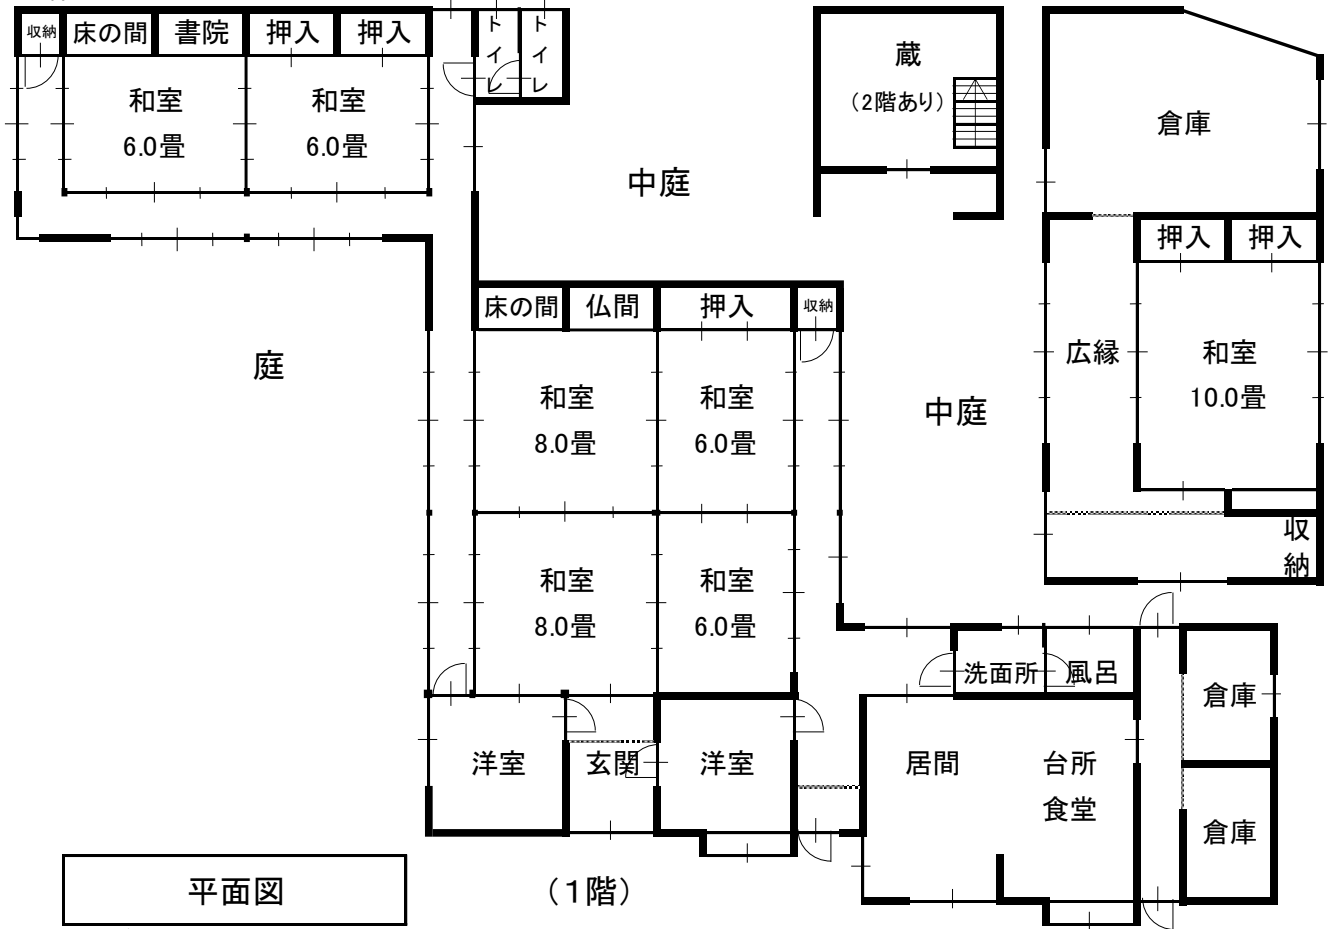 収納
床の間
書院
押入
押入
トイレ
トイレ
和室
6.0畳
和室
6.0畳
蔵
（2階あり）
倉庫
中庭
押入
押入
床の間
仏間
押入
収納
庭
広縁
和室
10.0畳
和室
8.0畳
和室
6.0畳
中庭
収納
和室
8.0畳
和室
6.0畳
洗面所
風呂
倉庫
洋室
玄関
洋室
居間
台所
食堂
倉庫
平面図
（1階）